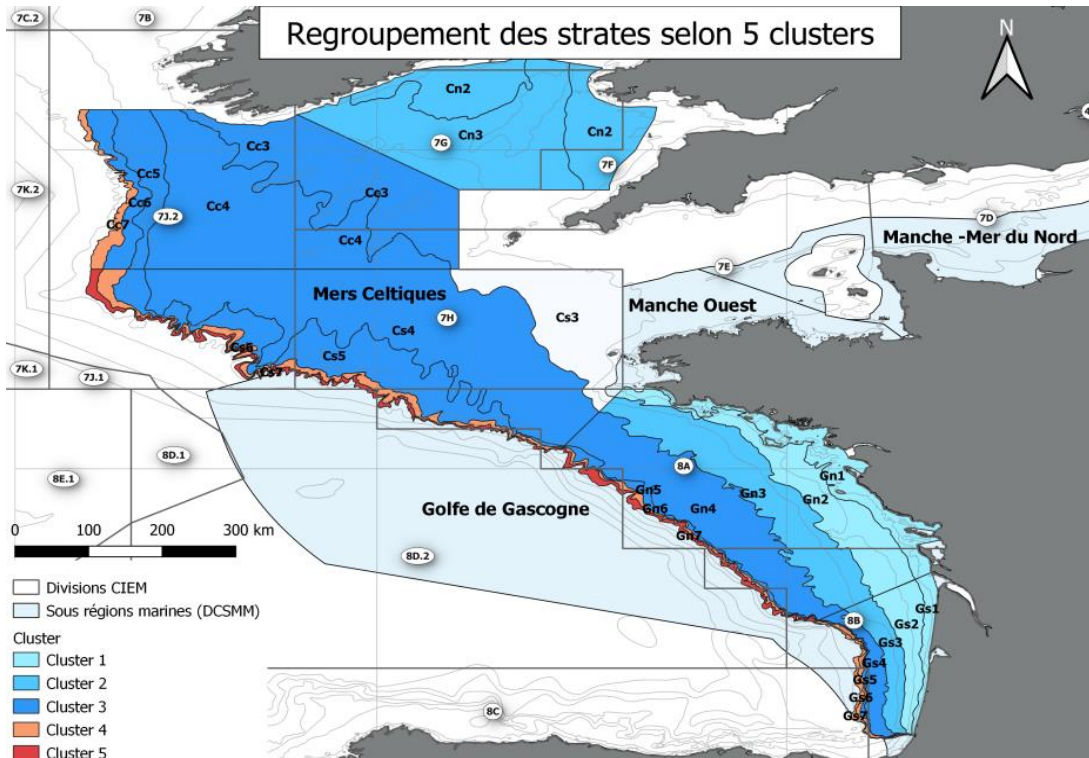 Regroupement des strates selon 5 clusters
N
7C.2
7B
4
Cn2
Cn3
Cn2
7G
7F
Cc3
Cc5
Cc3
7K.2
Cc6
7J.2
Cc4
Cc7
Cc4
7D
Manche -Mer du Nord
7E
Mers Celtiques
Manche Ouest
7H
Cs3
Cs4
Cs6
Cs5
Cs7
7K.1
7J.1
8A
8D.1
8E.1
Gn1
Gn5
Gn3
Gn2
Gn6
Gn4
Golfe de Gascogne
Gn7
8D.2
0 100 200 300 km
Divisions CIEM
Sous régions marines (DCSMM)
Cluster
Cluster 1
Cluster 2
Cluster 3
Cluster 4
Cluster 5
Gs1
8B
Gs2
Gs3
Gs4
Gs5
Gs6
Gs7
8C